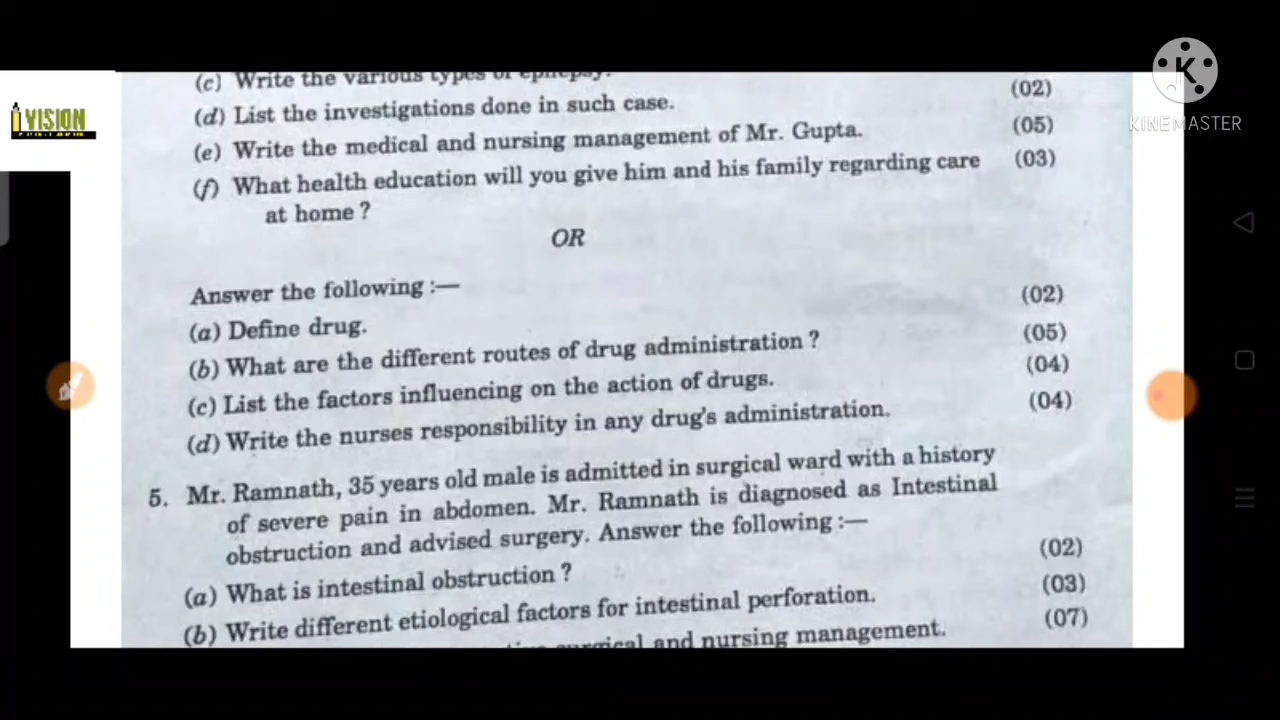 VISION
KINEMASTER
(c) Write the various types of epilepsy.
(d) List the investigations done in such case. (02)
(e) Write the medical and nursing management of Mr. Gupta. (05)
(f) What health education will you give him and his family regarding care (03)
at home ?
OR
Answer the following :—
(a) Define drug. (02)
(b) What are the different routes of drug administration ? (05)
(c) List the factors influencing on the action of drugs. (04)
(d) Write the nurses responsibility in any drug's administration. (04)
5. Mr. Ramnath, 35 years old male is admitted in surgical ward with a history
of severe pain in abdomen. Mr. Ramnath is diagnosed as Intestinal
obstruction and advised surgery. Answer the following :—
(a) What is intestinal obstruction ? (02)
(b) Write different etiological factors for intestinal perforation. (03)
surgical and nursing management. (07)